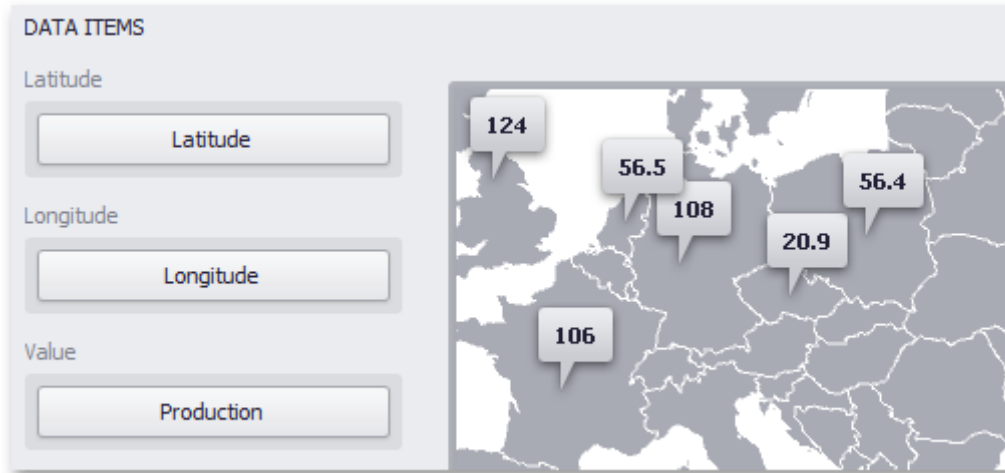 DATA ITEMS
Latitude
Latitude
Longitude
Longitude
Value
Production
124
56.5
108
56.4
20.9
106